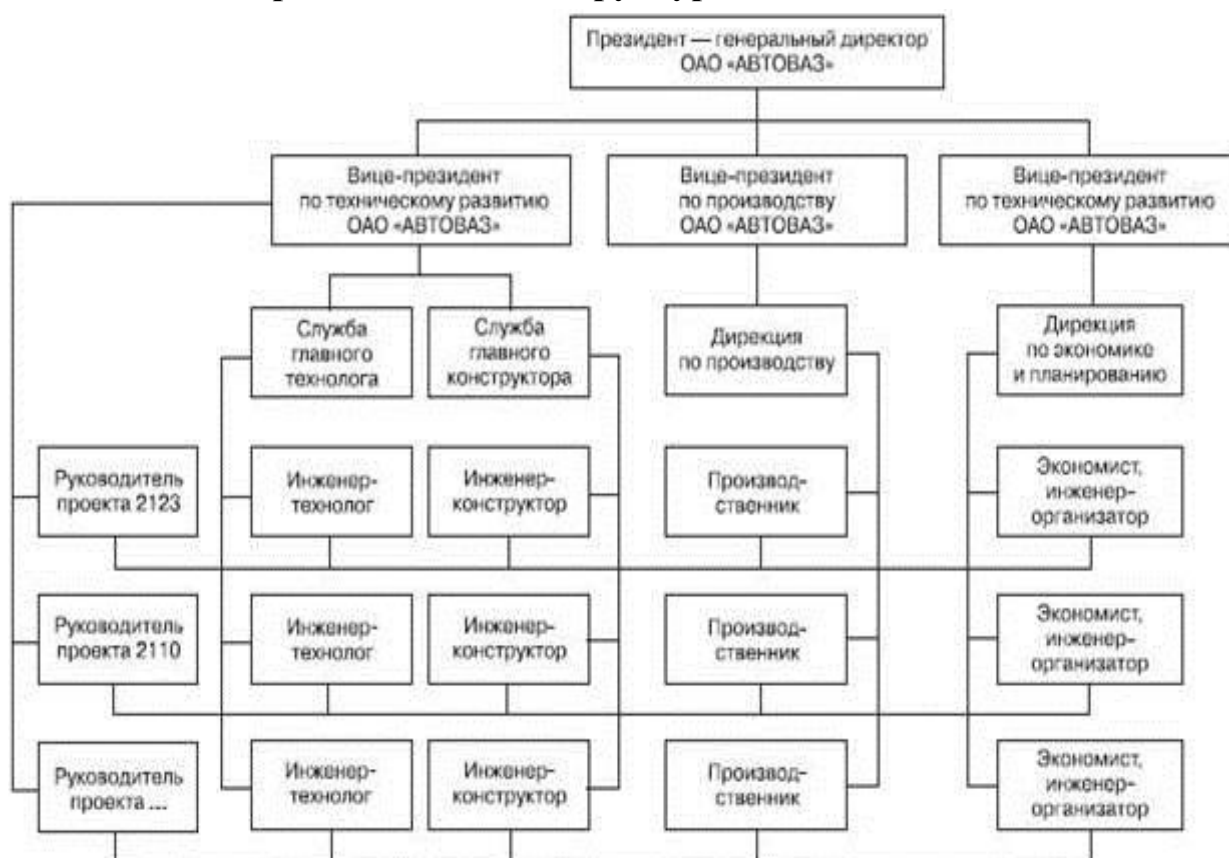 Президент — генеральный директор
ОАО «АВТОВАЗ»
Вице-президент
по техническому развитию
ОАО «АВТОВАЗ»
Вице-президент
по производству
ОАО «АВТОВАЗ»
Вице-президент
по техническому развитию
ОАО «АВТОВАЗ»
Служба
главного
технолога
Служба
главного
конструктора
Дирекция
по производству
Дирекция
по экономике
и планированию
Руководитель
проекта 2123
Инженер-
технолог
Инженер-
конструктор
Производ-
ственник
Экономист,
инженер-
организатор
Руководитель
проекта 2110
Инженер-
технолог
Инженер-
конструктор
Производ-
ственник
Экономист,
инженер-
организатор
Руководитель
проекта ...
Инженер-
технолог
Инженер-
конструктор
Производ-
ственник
Экономист,
инженер-
организатор